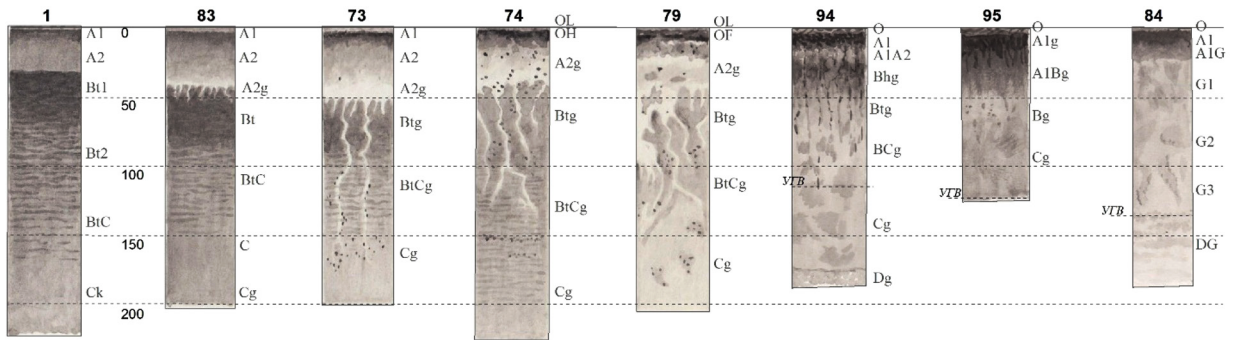 1 83 73 74 79 94 95 84
A1
A2
Bt1
Bt2
BtC
Ck
0
50
100
150
200
A1
A2
A2g
Bt
BtC
C
Cg
A1
A2
A2g
Btg
BtCg
Cg
OL
OH
A2g
Btg
BtCg
Cg
OL
OF
A2g
Btg
BtCg
Cg
O
A1
A1A2
Bhg
Btg
BCg
УГВ
Cg
Dg
O
A1g
A1Bg
Bg
Cg
УГВ
O
A1
A1G
G1
G2
G3
УГВ
DG